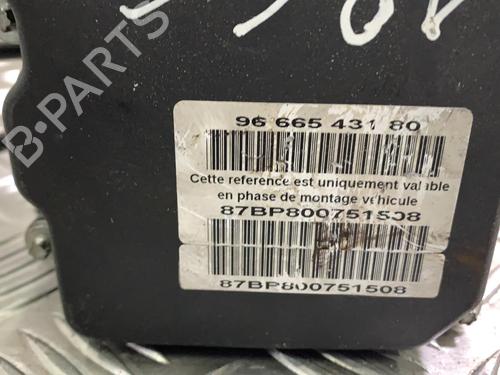 96 665 431 80
Cette reference est uniquement valable
en phase de montage vehicule
87BP800751508
87BP800751508
B-Parts